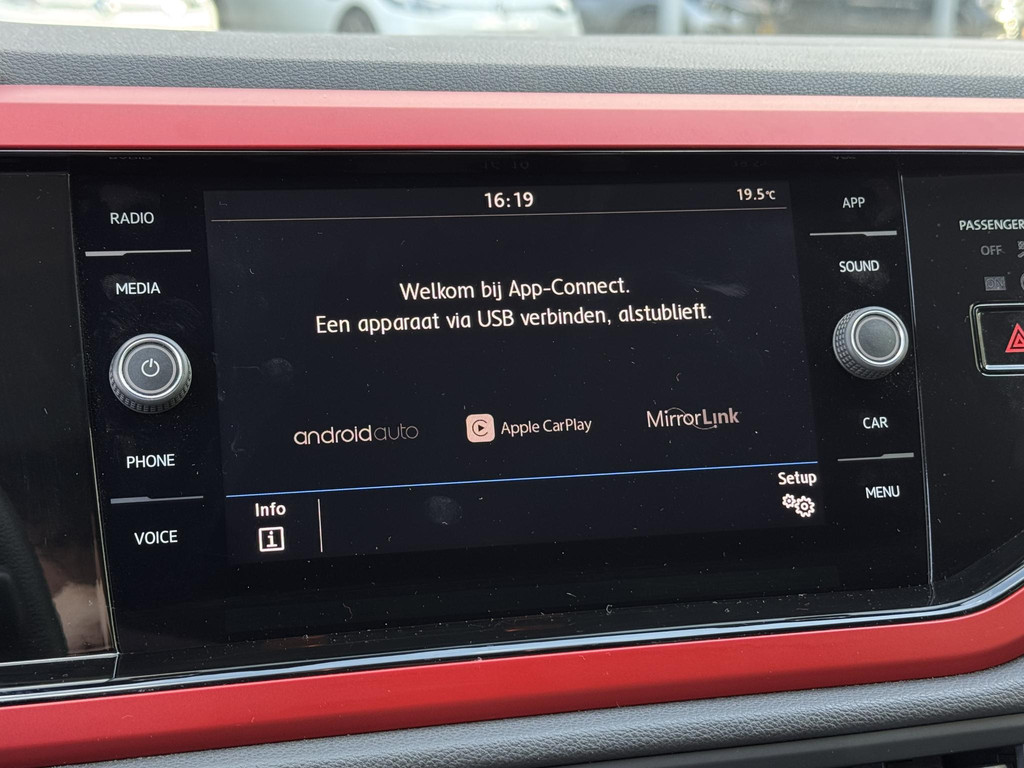 16:19
19.5°C
RADIO
MEDIA
PHONE
VOICE
Welkom bij App-Connect.
Een apparaat via USB verbinden, alstublieft.
androidauto
Apple CarPlay
MirrorLink
Info
i
Setup
APP
SOUND
CAR
MENU
PASSENGER
OFF
ON